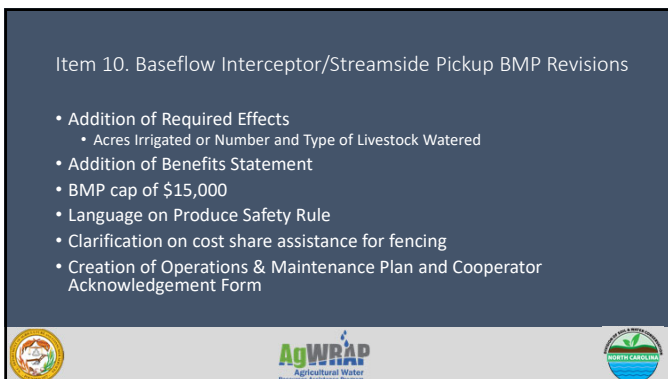 Item 10. Baseflow Interceptor/Streamside Pickup BMP Revisions
• Addition of Required Effects
• Acres Irrigated or Number and Type of Livestock Watered
• Addition of Benefits Statement
• BMP cap of $15,000
• Language on Produce Safety Rule
• Clarification on cost share assistance for fencing
• Creation of Operations & Maintenance Plan and Cooperator
Acknowledgement Form
AgWRAP
Agricultural Water
NORTH CAROLINA